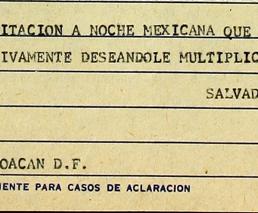 ITACION A NOCHE MEXICANA QUE
IVAMENTE DESEANDOLE MULTIPLIC
SALVAD
OACAN D.F.
IENTE PARA CASOS DE ACLARACION